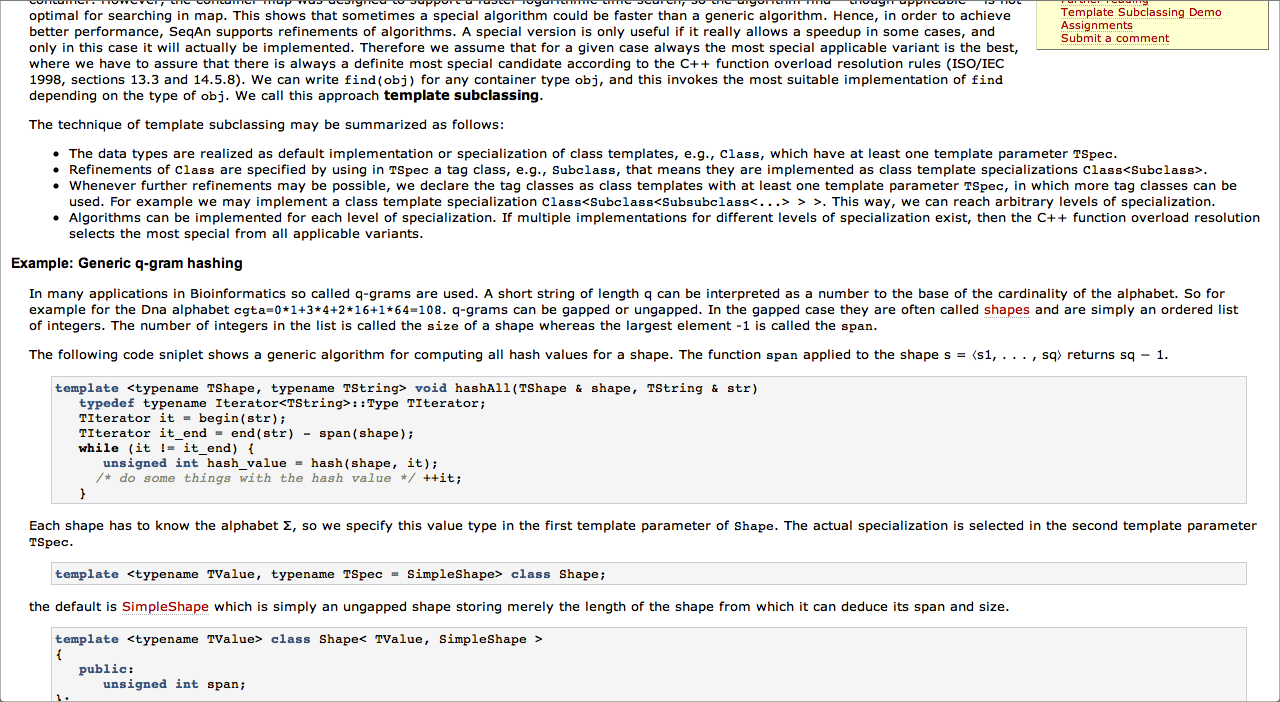 container. However, the container map was designed to support a faster logarithmic time search, so the algorithm find – though applicable – is not
optimal for searching in map. This shows that sometimes a special algorithm could be faster than a generic algorithm. Hence, in order to achieve
better performance, SeqAn supports refinements of algorithms. A special version is only useful if it really allows a speedup in some cases, and
only in this case it will actually be implemented. Therefore we assume that for a given case always the most special applicable variant is the best,
where we have to assume that there is always a definite most special candidate according to the C++ function overload resolution rules (ISO/IEC
1998, sections 13.3 and 14.5.8). We can write find(obj) for any container type obj, and this invokes the most suitable implementation of find
depending on the type of obj. We call this approach template subclassing.
Further reading
Template Subclassing Demo
Assignments
Submit a comment
The technique of template subclassing may be summarized as follows:
• The data types are realized as default implementation or specialization of class templates, e.g., Class, which have at least one template parameter TSpec.
• Refinements of Class are specified by using in TSpec a tag class, e.g., Subclass, that means they are implemented as class template specializations Class<Subclass>.
• Whenever further refinements may be possible, we declare the tag classes as class templates with at least one template parameter TSpec, in which more tag classes can be
used. For example we may implement a class template specialization Class<Subclass<Subsubclass<...> > >. This way, we can reach arbitrary levels of specialization.
• Algorithms can be implemented for each level of specialization. If multiple implementations for different levels of specialization exist, then the C++ function overload resolution
selects the most special from all applicable variants.
Example: Generic q-gram hashing
In many applications in Bioinformatics so called q-grams are used. A short string of length q can be interpreted as a number to the base of the cardinality of the alphabet. So for
example for the Dna alphabet cgta=0*1+3*4+2*16+1*64=108. q-grams can be gapped or ungapped. In the gapped case they are often called shapes and are simply an ordered list
of integers. The number of integers in the list is called the size of a shape whereas the largest element -1 is called the span.
The following code sniplet shows a generic algorithm for computing all hash values for a shape. The function span applied to the shape s = ⟨s1, . . . , sq⟩ returns sq − 1.
template <typename TShape, typename TString> void hashAll(TShape & shape, TString & str)
typedef typename Iterator<TString>::Type TIterator;
TIterator it = begin(str);
TIterator it_end = end(str) - span(shape);
while (it != it_end) {
unsigned int hash_value = hash(shape, it);
/* do some things with the hash value */ ++it;
}
Each shape has to know the alphabet Σ, so we specify this value type in the first template parameter of Shape. The actual specialization is selected in the second template parameter
TSpec.
template <typename TValue, typename TSpec = SimpleShape> class Shape;
the default is SimpleShape which is simply an ungapped shape storing merely the length of the shape from which it can deduce its span and size.
template <typename TValue> class Shape< TValue, SimpleShape >
{
public:
unsigned int span;
};